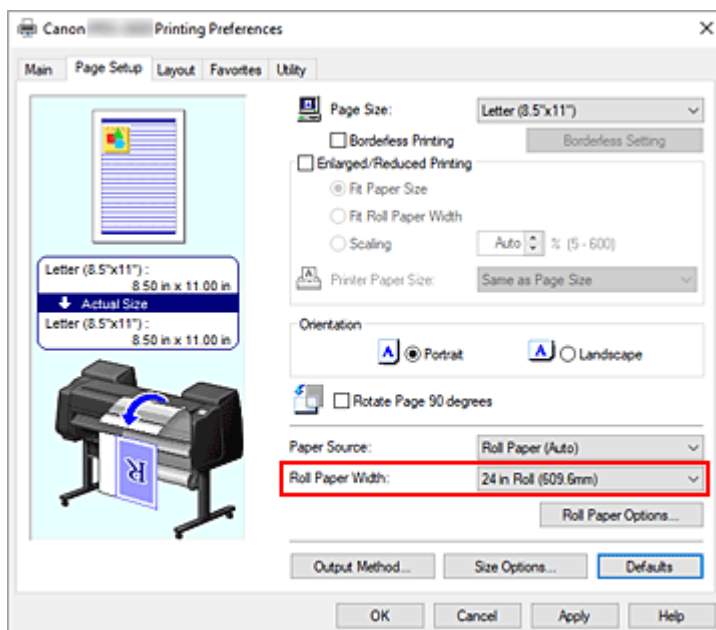 Canon Printing Preferences
Main Page Setup Layout Favorites Utility
Page Size: Letter (8.5"x11")
Borderless Printing Borderless Setting
Enlarged/Reduced Printing
Fit Paper Size
Fit Roll Paper Width
Scaling Auto % (5 - 600)
Printer Paper Size: Same as Page Size
Letter (8.5"x11") :
8.50 in x 11.00 in
Actual Size
Letter (8.5"x11") :
8.50 in x 11.00 in
Orientation
A Portrait A Landscape
Rotate Page 90 degrees
R
Paper Source: Roll Paper (Auto)
Roll Paper Width: 24 in Roll (609.6mm)
Roll Paper Options...
Output Method... Size Options... Defaults
OK Cancel Apply Help